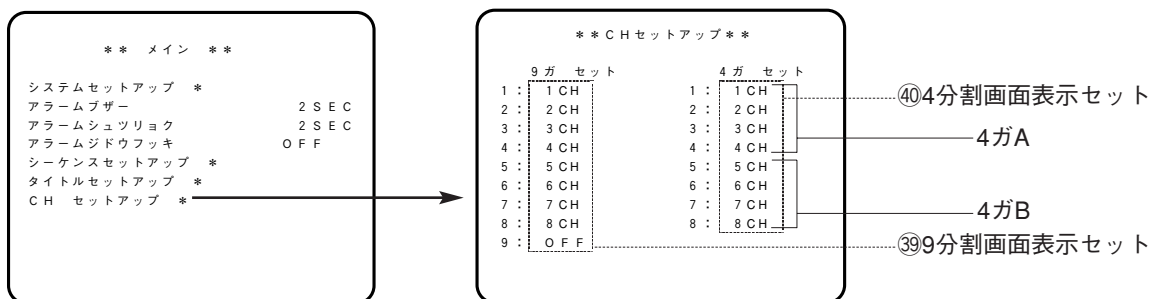 ** メイン **
システムセットアップ *
アラームブザー 2SEC
アラームシュツリョク 2SEC
アラームジドウフッキ OFF
シーケンスセットアップ *
タイトルセットアップ *
CH セットアップ *
**CHセットアップ**
9ガ セット 4ガ セット
1: 1CH 1: 1CH
2: 2CH 2: 2CH
3: 3CH 3: 3CH
4: 4CH 4: 4CH
5: 5CH 5: 5CH
6: 6CH 6: 6CH
7: 7CH 7: 7CH
8: 8CH 8: 8CH
9: OFF
㊵4分割画面表示セット
4ガA
4ガB
㊴9分割画面表示セット